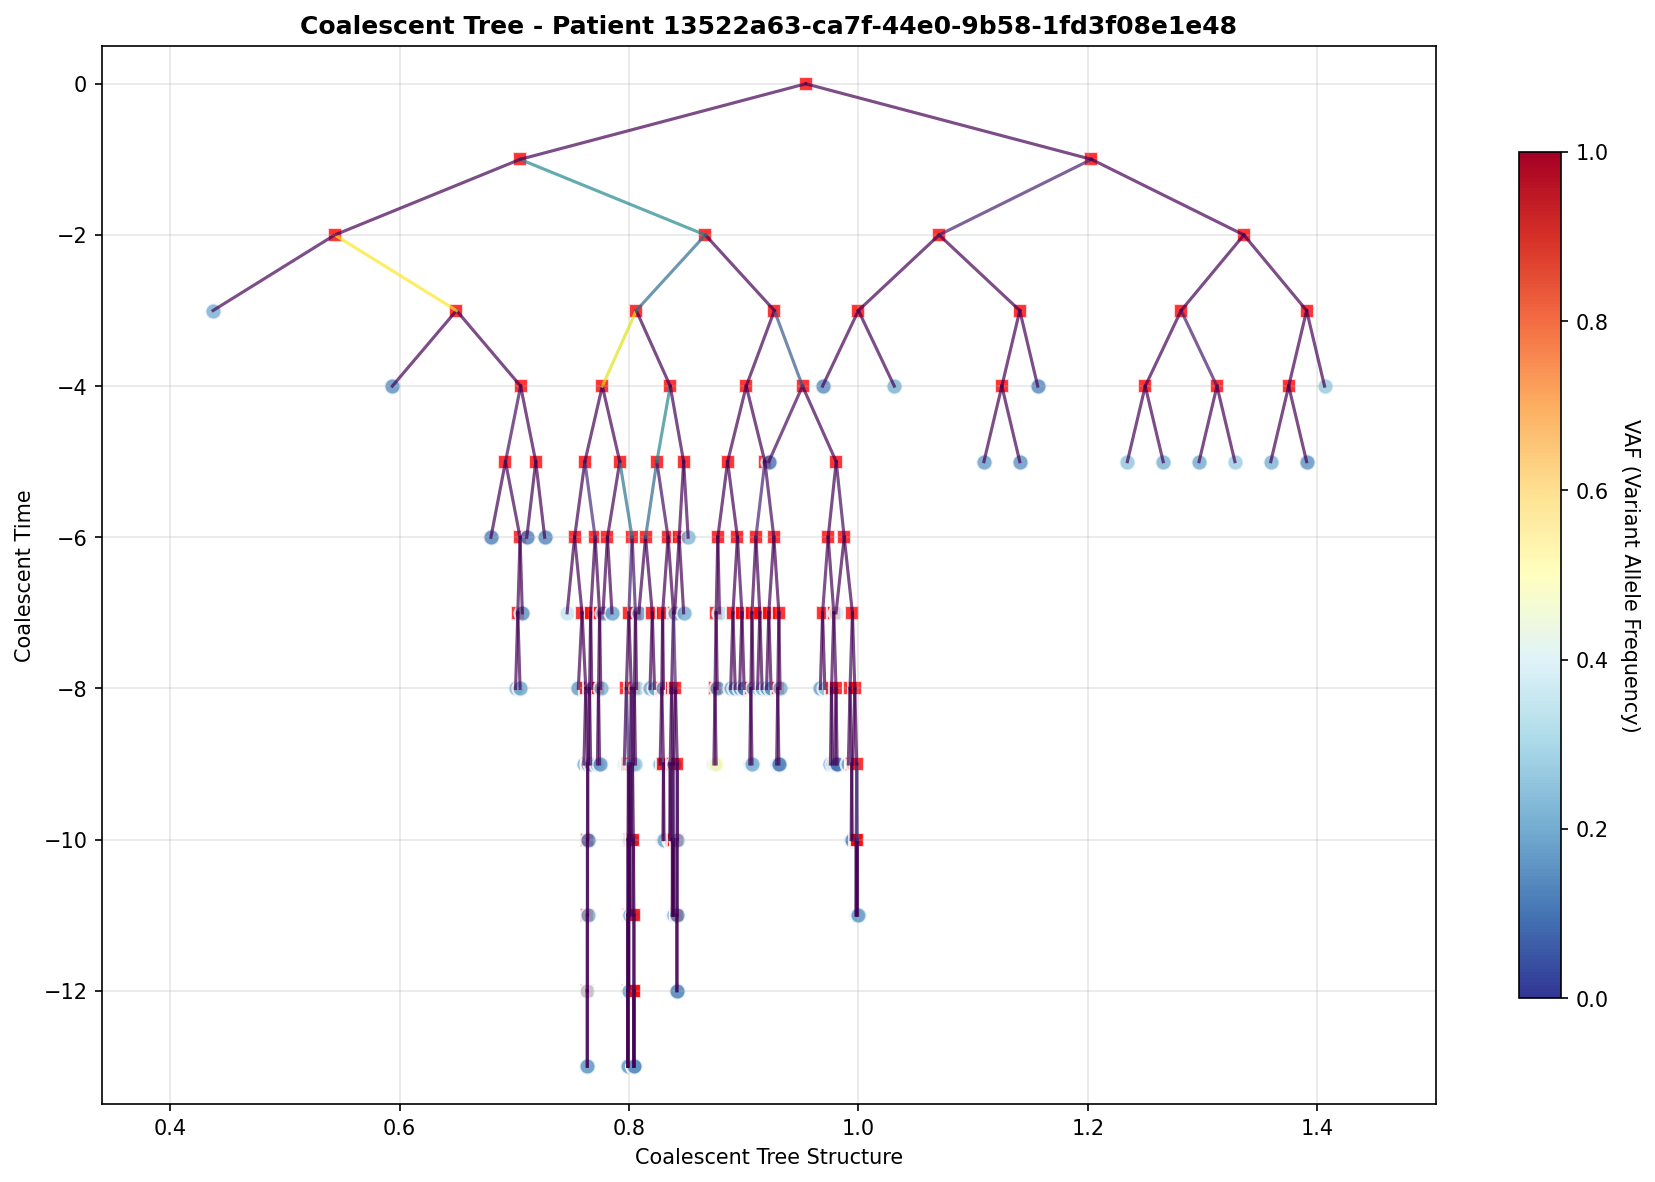 Coalescent Tree - Patient 13522a63-ca7f-44e0-9b58-1fd3f08e1e48
0
−2
−4
−6
−8
−10
−12
Coalescent Time
0.4 0.6 0.8 1.0 1.2 1.4
Coalescent Tree Structure
1.0
0.8
0.6
0.4
0.2
0.0
VAF (Variant Allele Frequency)